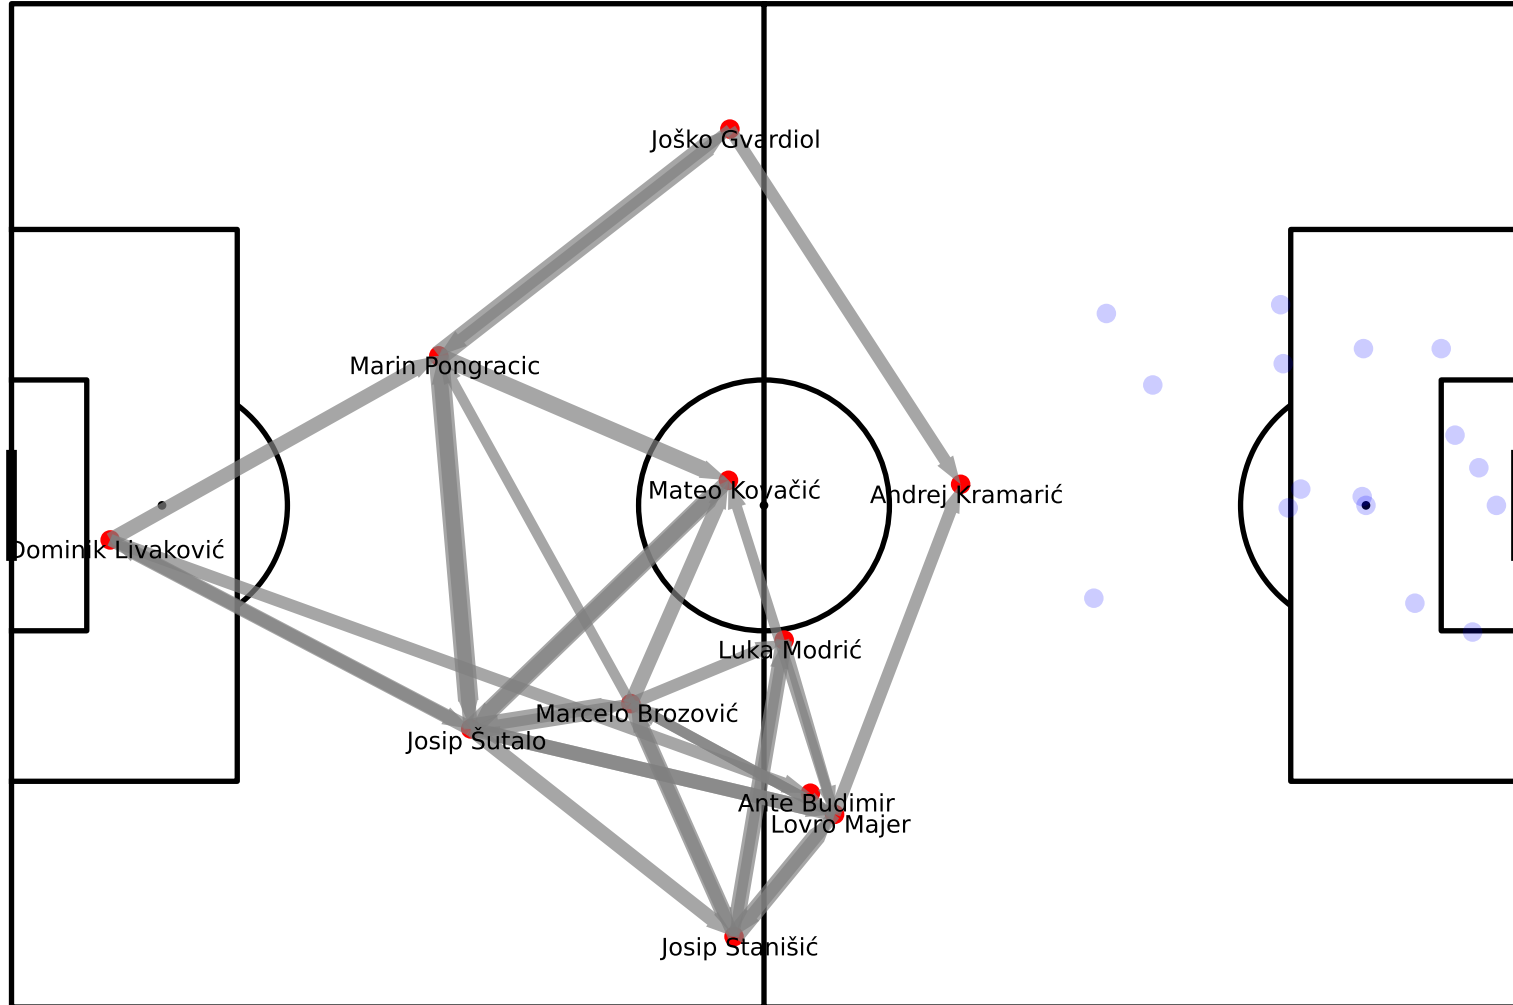 Joško Gvardiol
Marin Pongracic
Mateo Kovačić
Andrej Kramarić
Dominik Livaković
Luka Modrić
Marcelo Brozović
Josip Šutalo
Ante Budimir
Lovro Majer
Josip Stanišić